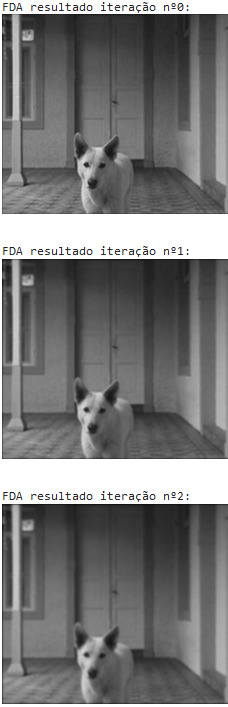 FDA resultado iteração nº0:
FDA resultado iteração nº1:
FDA resultado iteração nº2: